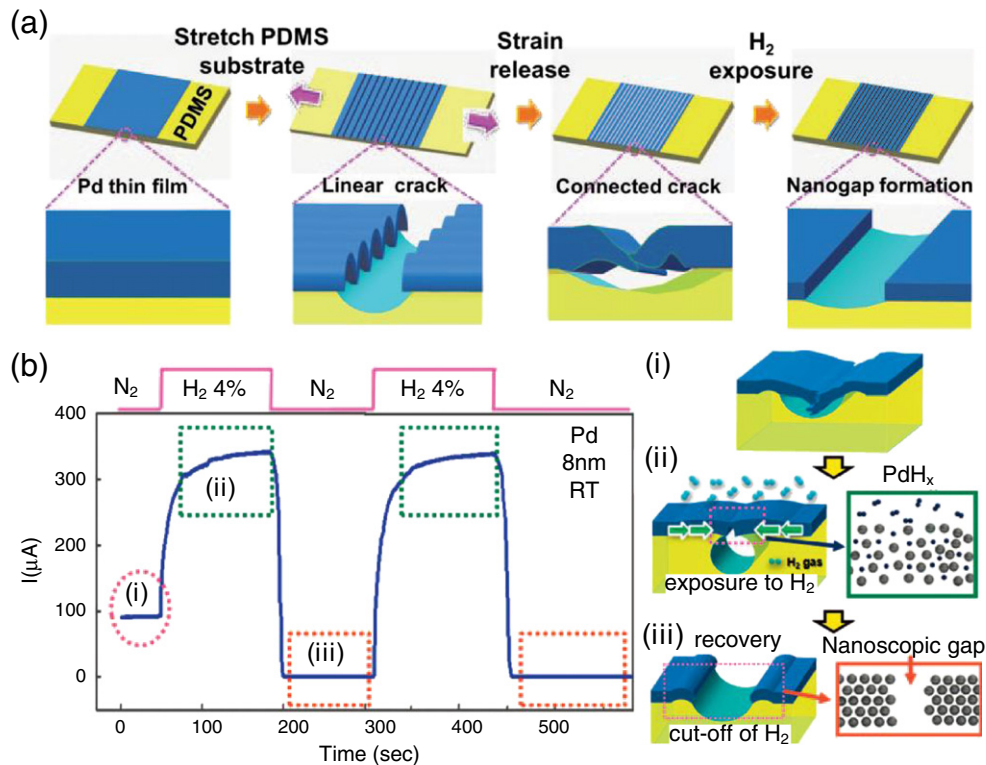 (a)
Stretch PDMS
substrate
Strain
release
H₂
exposure
PDMS
Pd thin film
Linear crack
Connected crack
Nanogap formation
(b)
N₂
H₂ 4%
N₂
H₂ 4%
N₂
400
300
200
100
0
I(μA)
(i)
(ii)
(iii)
Pd
8nm
RT
0
100
200
300
400
Time (sec)
(i)
(ii)
PdHₓ
H₂ gas
exposure to H₂
(iii)
recovery
Nanoscopic gap
cut-off of H₂